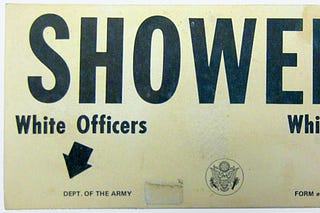 SHOWE
White Officers Whi
DEPT. OF THE ARMY FORM #